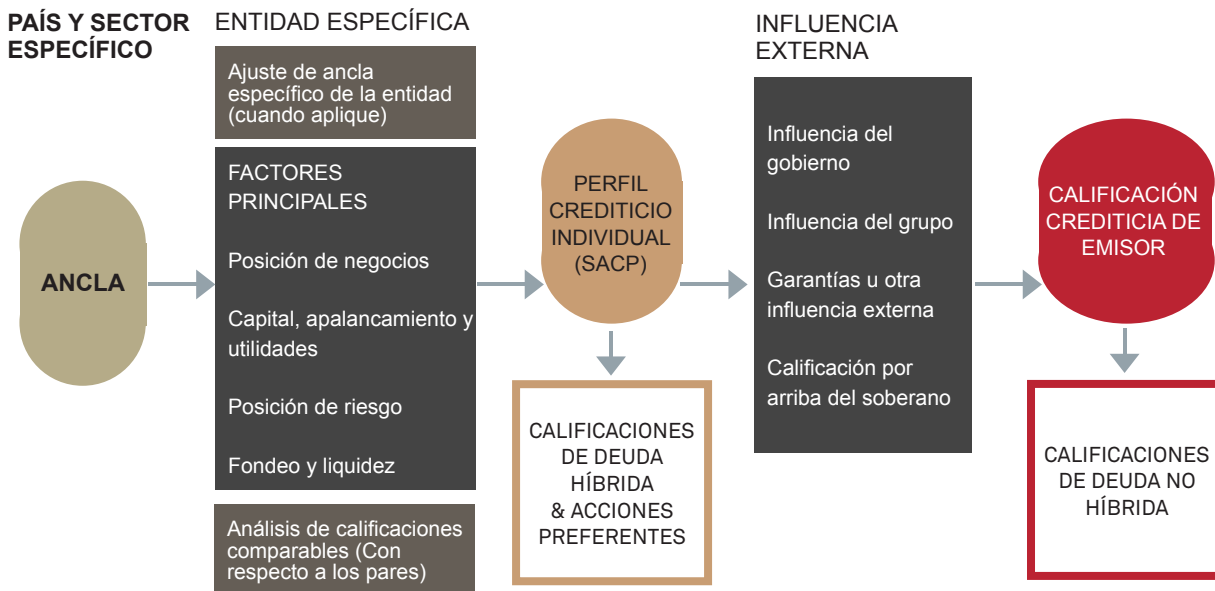 PAÍS Y SECTOR
ESPECÍFICO
ANCLA
ENTIDAD ESPECÍFICA
Ajuste de ancla
específico de la entidad
(cuando aplique)
FACTORES
PRINCIPALES
Posición de negocios
Capital, apalancamiento y
utilidades
Posición de riesgo
Fondeo y liquidez
Análisis de calificaciones
comparable (Con
respecto a los pares)
PERFIL
CREDITICIO
INDIVIDUAL
(SACP)
CALIFICACIONES
DE DEUDA
HÍBRIDA
& ACCIONES
PREFERENTES
INFLUENCIA
EXTERNA
Influencia del
gobierno
Influencia del grupo
Garantías u otra
influencia externa
Calificación por
arriba del soberano
CALIFICACIÓN
CREDITICIA DE
EMISOR
CALIFICACIONES
DE DEUDA NO
HÍBRIDA